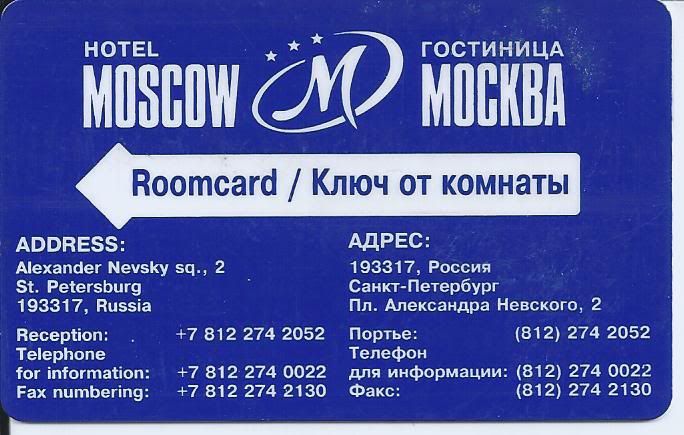 HOTEL
MOSCOW
M
ГОСТИНИЦА
МОСКВА
Roomcard / Ключ от комнаты
ADDRESS:
Alexander Nevsky sq., 2
St. Petersburg
193317, Russia
Reception: +7 812 274 2052
Telephone
for information: +7 812 274 0022
Fax numbering: +7 812 274 2130
АДРЕС:
193317, Россия
Санкт-Петербург
Пл. Александра Невского, 2
Портье: (812) 274 2052
Телефон
для информации: (812) 274 0022
Факс: (812) 274 2130